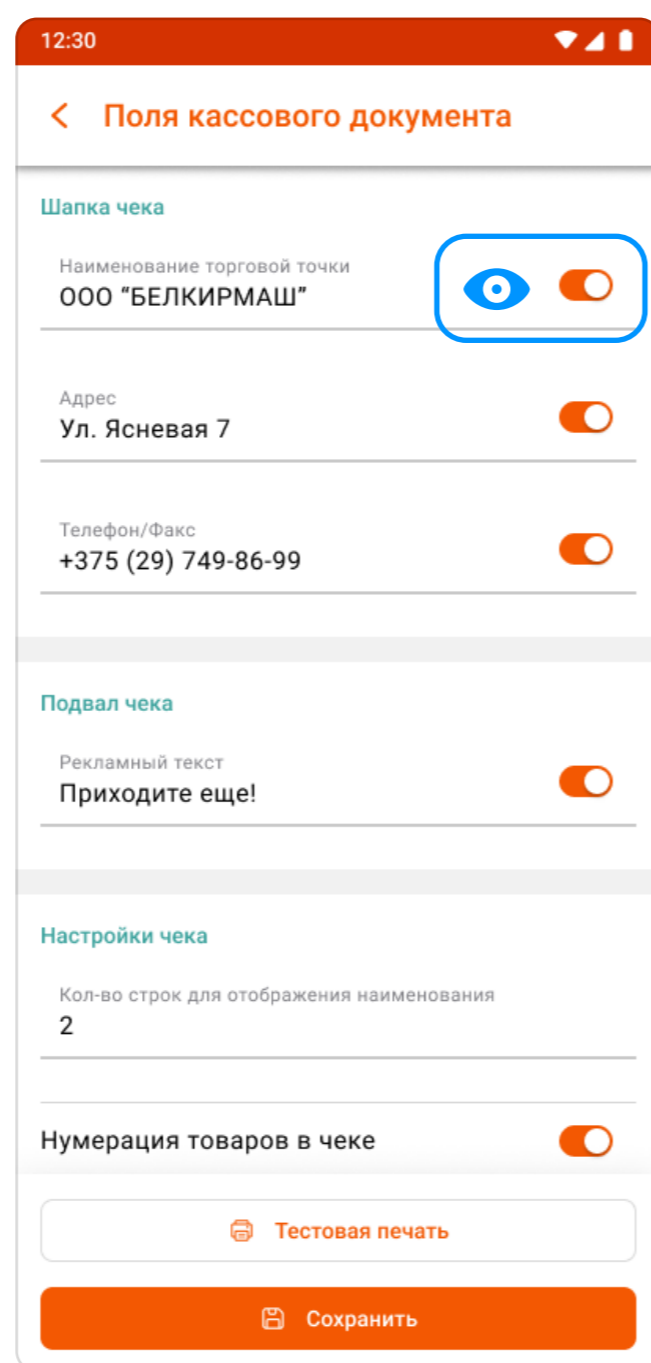 12:30
Поля кассового документа
Шапка чека
Наименование торговой точки
ООО “БЕЛКИРМАШ”
Адрес
Ул. Ясневая 7
Телефон/Факс
+375 (29) 749-86-99
Подвал чека
Рекламный текст
Приходите еще!
Настройки чека
Кол-во строк для отображения наименования
2
Нумерация товаров в чеке
Тестовая печать
Сохранить